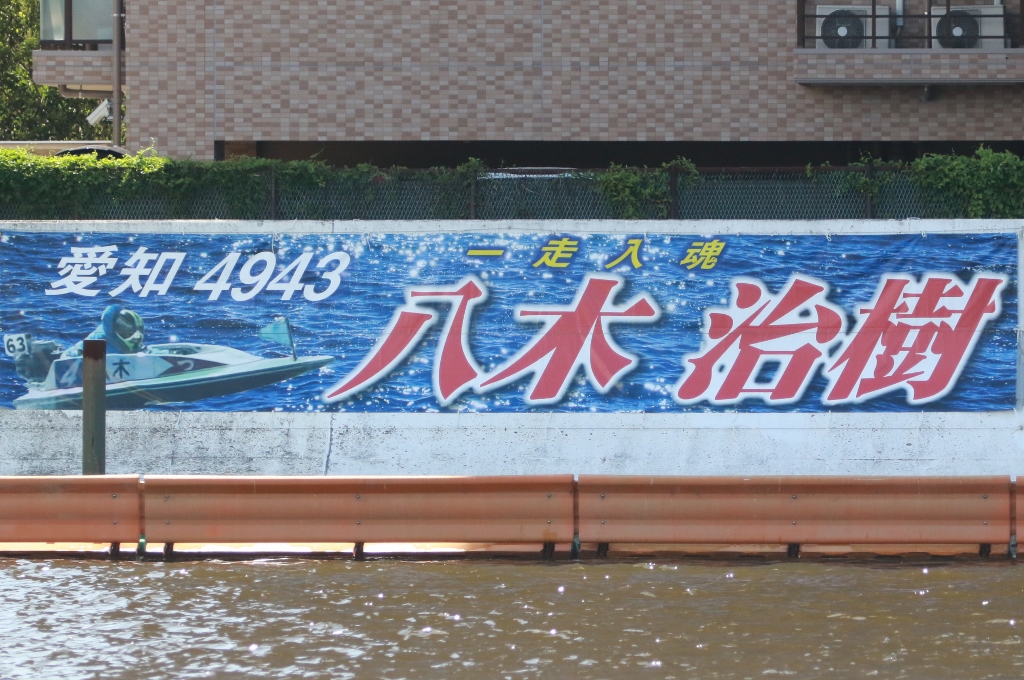 一走入魂
愛知 4943
八木 治樹
63
木